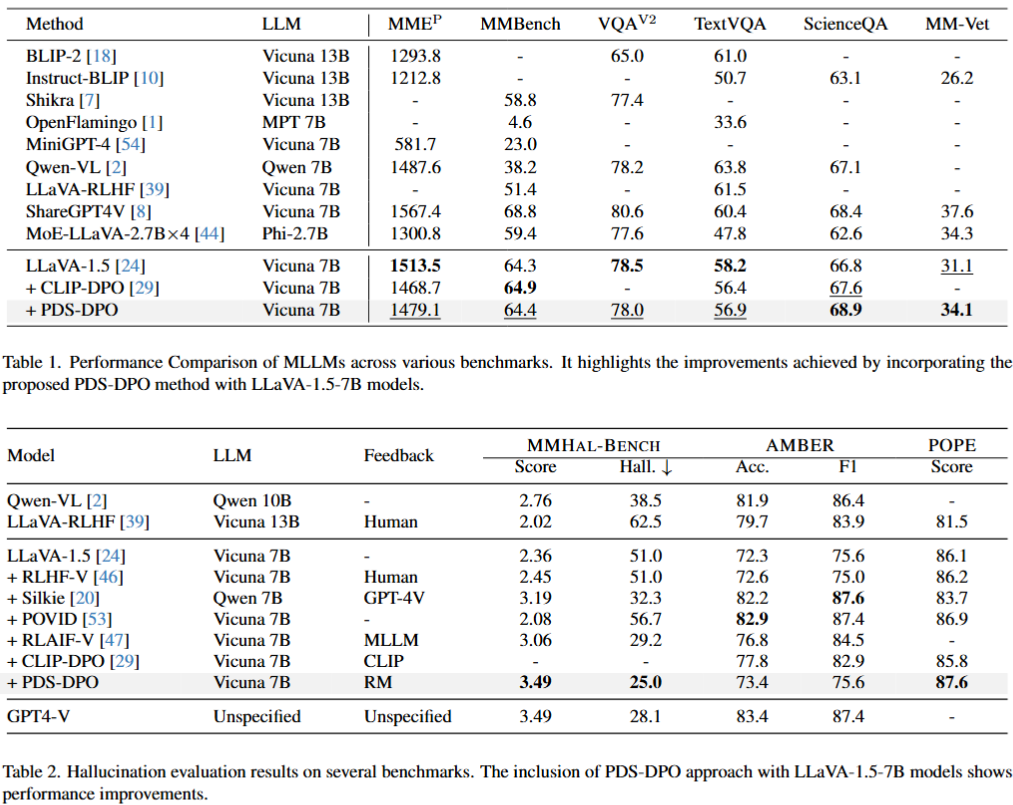 Method LLM MME^P MMBench VQA^V2 TextVQA ScienceQA MM-Vet
BLIP-2 [18] Vicuna 13B 1293.8 - 65.0 61.0 - -
Instruct-BLIP [10] Vicuna 13B 1212.8 - - 50.7 63.1 26.2
Shikra [7] Vicuna 13B - 58.8 77.4 - - -
OpenFlamingo [1] MPT 7B - 4.6 - 33.6 - -
MiniGPT-4 [54] Vicuna 7B 581.7 23.0 - - - -
Qwen-VL [2] Qwen 7B 1487.6 38.2 78.2 63.8 67.1 -
LLaVA-RLHF [39] Vicuna 7B - 51.4 - 61.5 - -
ShareGPT4V [8] Vicuna 7B 1567.4 68.8 80.6 60.4 68.4 37.6
MoE-LLaVA-2.7B×4 [44] Phi-2.7B 1300.8 59.4 77.6 47.8 62.6 34.3
LLaVA-1.5 [24] Vicuna 7B 1513.5 64.3 78.5 58.2 66.8 31.1
+ CLIP-DPO [29] Vicuna 7B 1468.7 64.9 - 56.4 67.6 -
+ PDS-DPO Vicuna 7B 1479.1 64.4 78.0 56.9 68.9 34.1
Table 1. Performance Comparison of MLLMs across various benchmarks. It highlights the improvements achieved by incorporating the
proposed PDS-DPO method with LLaVA-1.5-7B models.
Model LLM Feedback MMHAL-BENCH AMBER POPE
Score Hall. ↓ Acc. F1 Score
Qwen-VL [2] Qwen 10B - 2.76 38.5 81.9 86.4 -
LLaVA-RLHF [39] Vicuna 13B Human 2.02 62.5 79.7 83.9 81.5
LLaVA-1.5 [24] Vicuna 7B - 2.36 51.0 72.3 75.6 86.1
+ RLHF-V [46] Vicuna 7B Human 2.45 51.0 72.6 75.0 86.2
+ Silkie [20] Qwen 7B GPT-4V 3.19 32.3 82.2 87.6 83.7
+ POVID [53] Vicuna 7B - 2.08 56.7 82.9 87.4 86.9
+ RLAIF-V [47] Vicuna 7B MLLM 3.06 29.2 76.8 84.5 -
+ CLIP-DPO [29] Vicuna 7B CLIP - - 77.8 82.9 85.8
+ PDS-DPO Vicuna 7B RM 3.49 25.0 73.4 75.6 87.6
GPT4-V Unspecified Unspecified 3.49 28.1 83.4 87.4 -
Table 2. Hallucination evaluation results on several benchmarks. The inclusion of PDS-DPO approach with LLaVA-1.5-7B models shows
performance improvements.